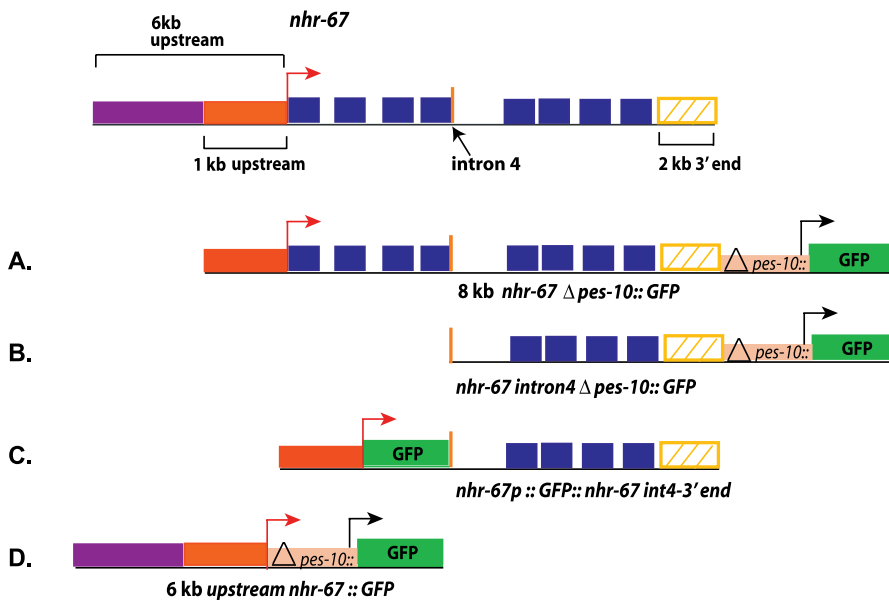 nhr-67
6kb
upstream
1 kb upstream
intron 4
2 kb 3' end
A.
pes-10::
GFP
8 kb nhr-67 Δ pes-10:: GFP
B.
pes-10::
GFP
nhr-67 intron4 Δ pes-10:: GFP
C.
GFP
nhr-67p :: GFP:: nhr-67 int4-3' end
D.
pes-10::
GFP
6 kb upstream nhr-67 :: GFP